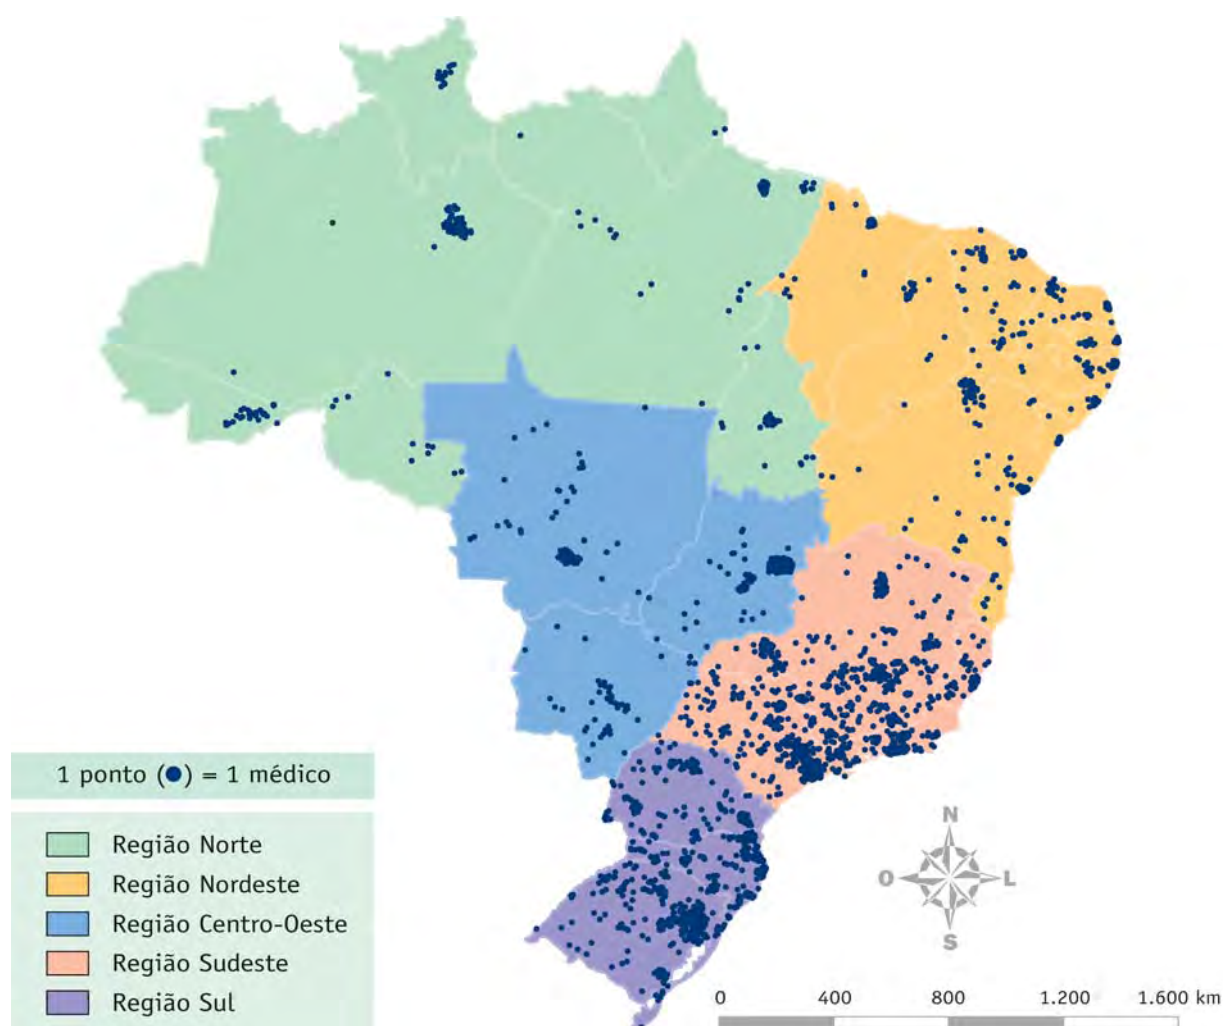 1 ponto (●) = 1 médico
Região Norte
Região Nordeste
Região Centro-Oeste
Região Sudeste
Região Sul
N
O L
S
0 400 800 1.200 1.600 km